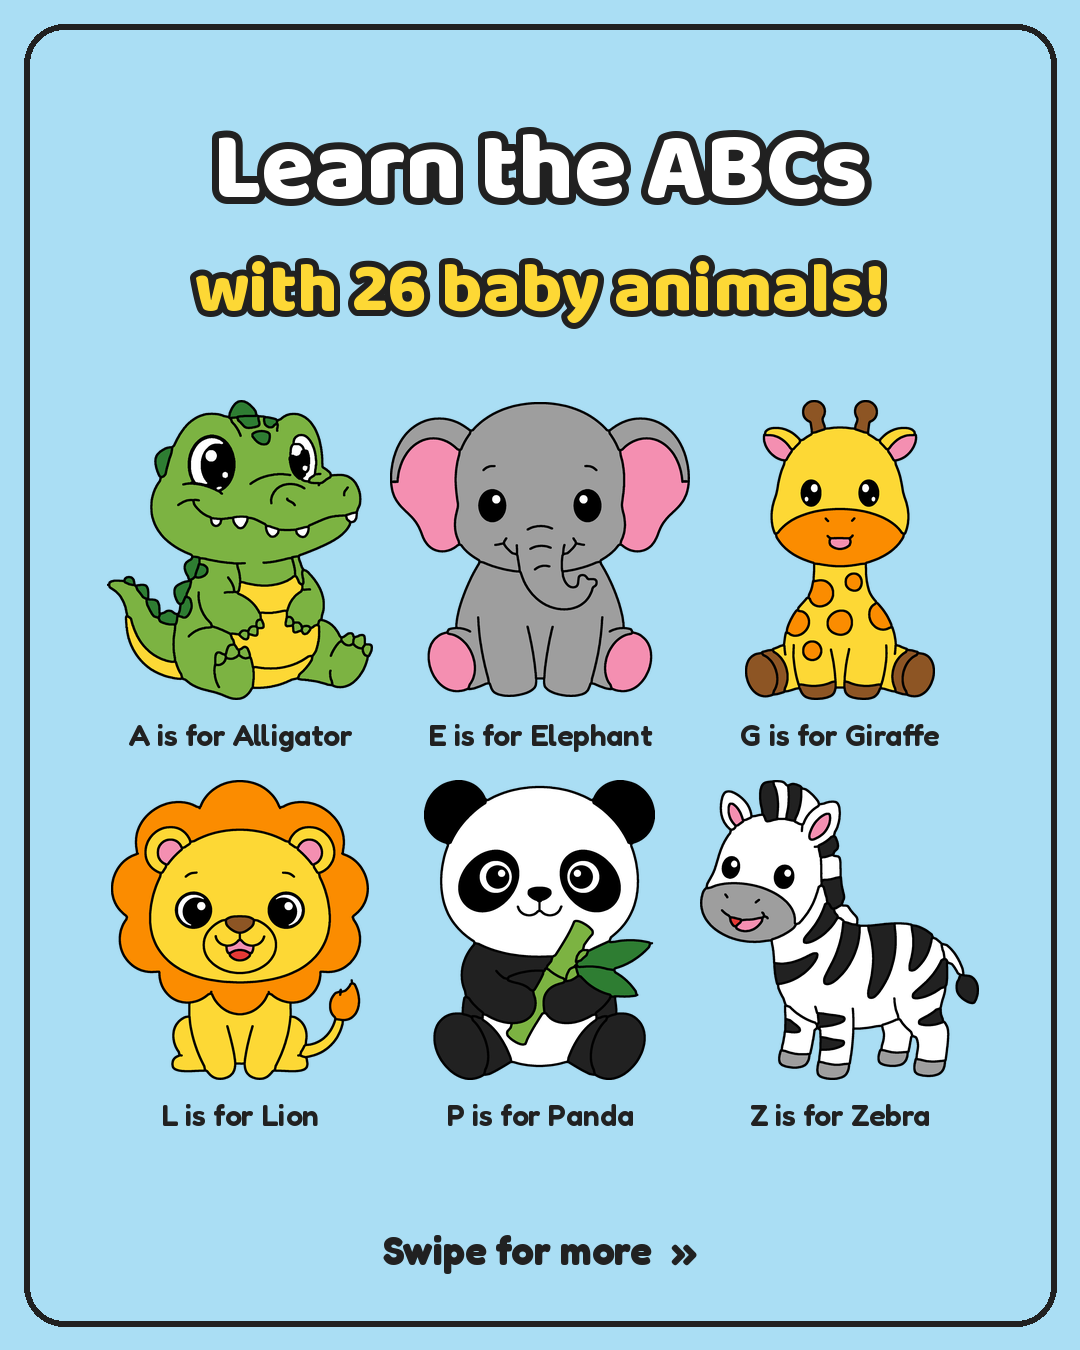 Learn the ABCs
with 26 baby animals!
A is for Alligator
E is for Elephant
G is for Giraffe
L is for Lion
P is for Panda
Z is for Zebra
Swipe for more »